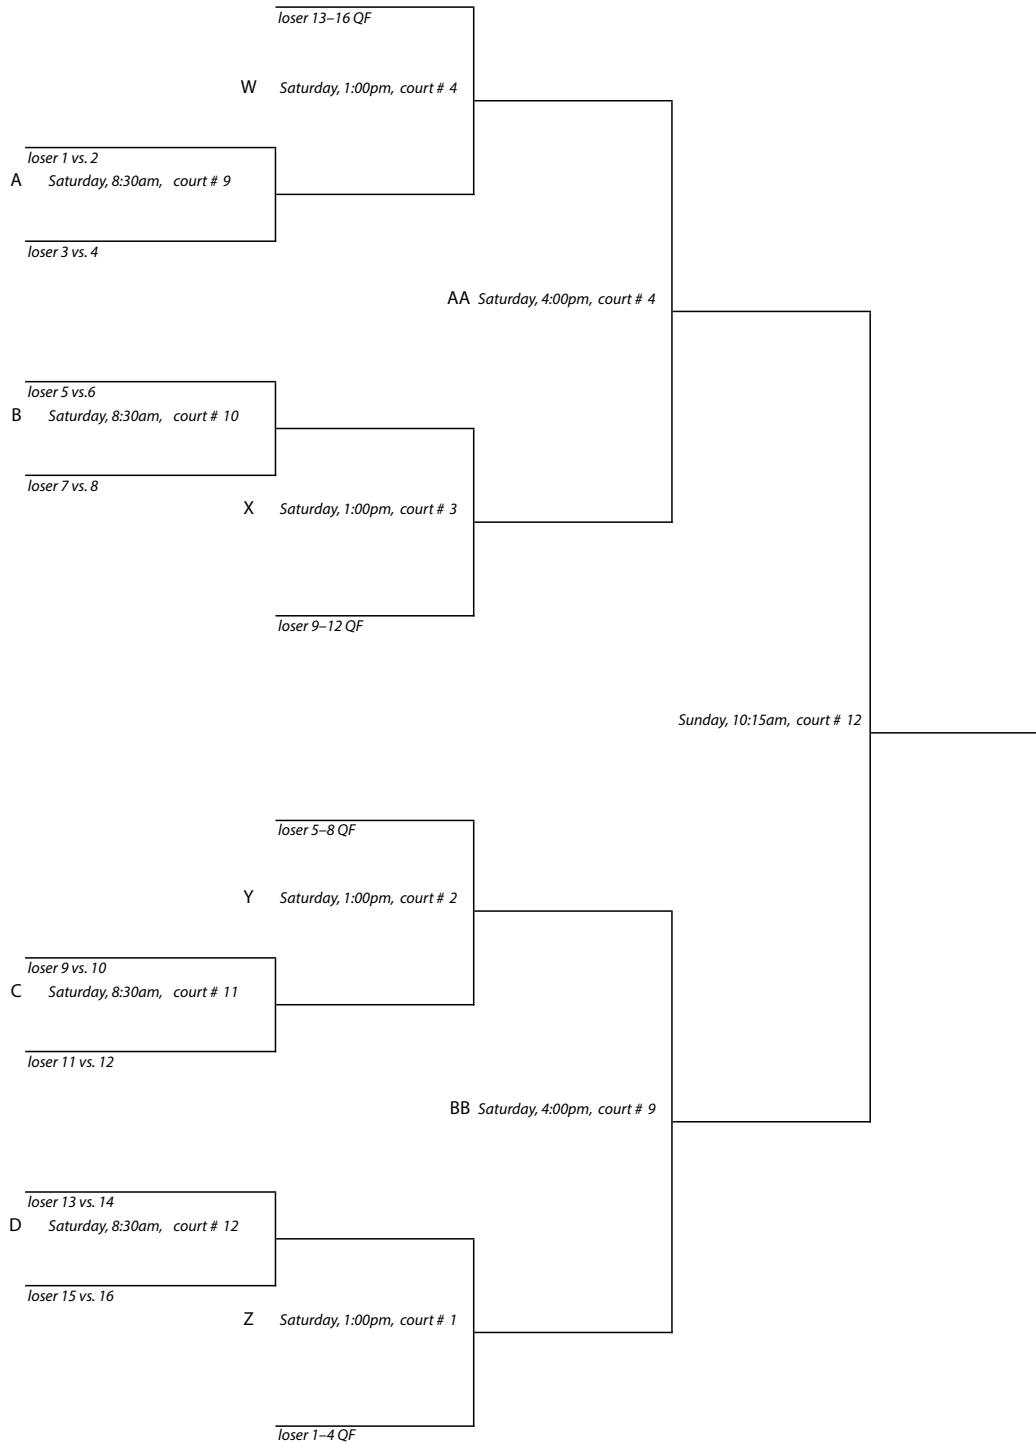 loser 13–16 QF
W Saturday, 1:00pm, court # 4
loser 1 vs. 2
A Saturday, 8:30am, court # 9
loser 3 vs. 4
AA Saturday, 4:00pm, court # 4
loser 5 vs.6
B Saturday, 8:30am, court # 10
loser 7 vs. 8
X Saturday, 1:00pm, court # 3
loser 9–12 QF
Sunday, 10:15am, court # 12
loser 5–8 QF
Y Saturday, 1:00pm, court # 2
loser 9 vs. 10
C Saturday, 8:30am, court # 11
loser 11 vs. 12
BB Saturday, 4:00pm, court # 9
loser 13 vs. 14
D Saturday, 8:30am, court # 12
loser 15 vs. 16
Z Saturday, 1:00pm, court # 1
loser 1–4 QF